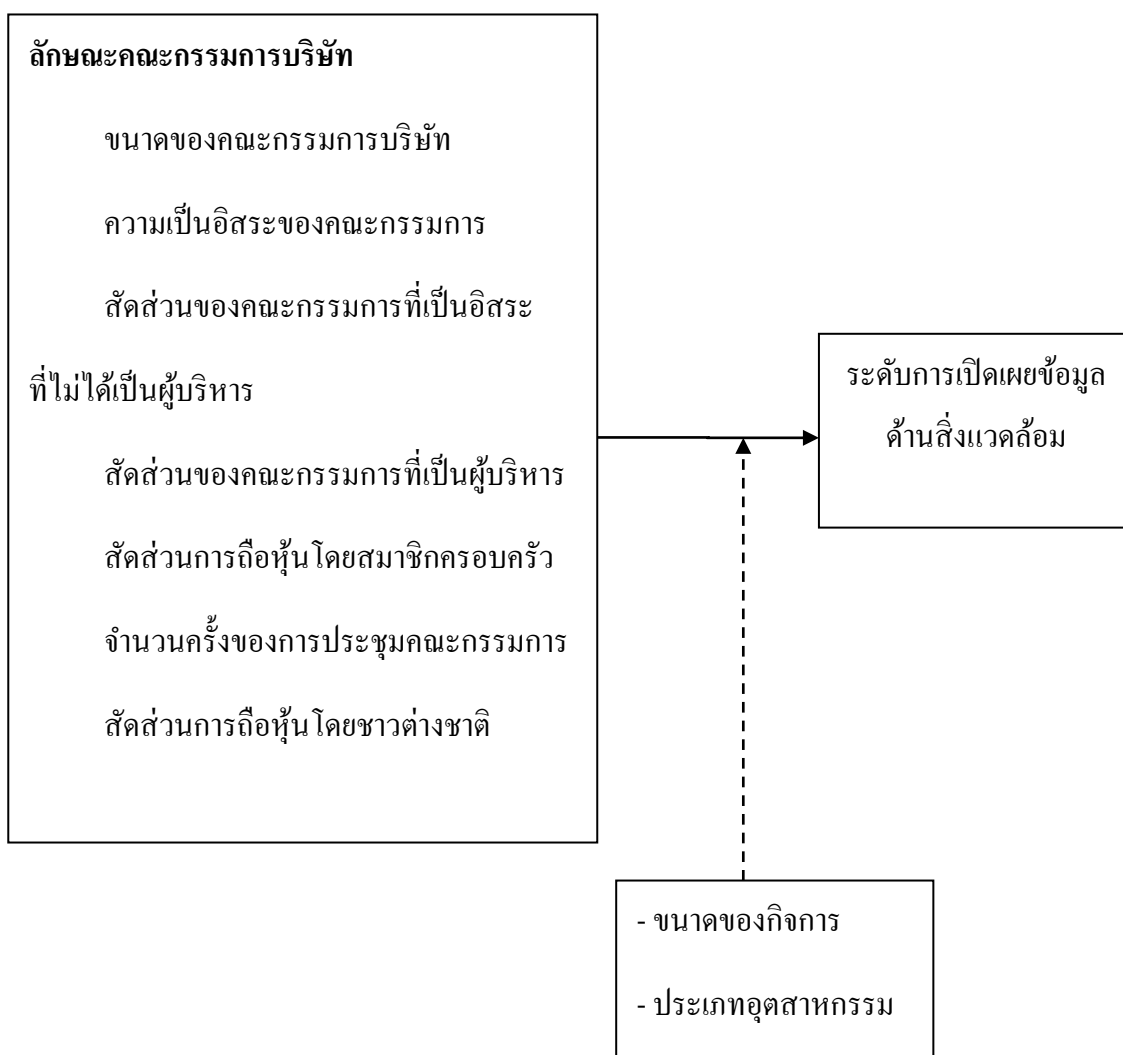 ลักษณะคณะกรรมการบริษัท
ขนาดของคณะกรรมการบริษัท
ความเป็นอิสระของคณะกรรมการ
สัดส่วนของคณะกรรมการที่เป็นอิสระ
ที่ไม่ได้เป็นผู้บริหาร
สัดส่วนของคณะกรรมการที่เป็นผู้บริหาร
สัดส่วนการถือหุ้นโดยสมาชิกครอบครัว
จำนวนครั้งของการประชุมคณะกรรมการ
สัดส่วนการถือหุ้นโดยชาวต่างชาติ
ระดับการเปิดเผยข้อมูล
ด้านสิ่งแวดล้อม
- ขนาดของกิจการ
- ประเภทอุตสาหกรรม